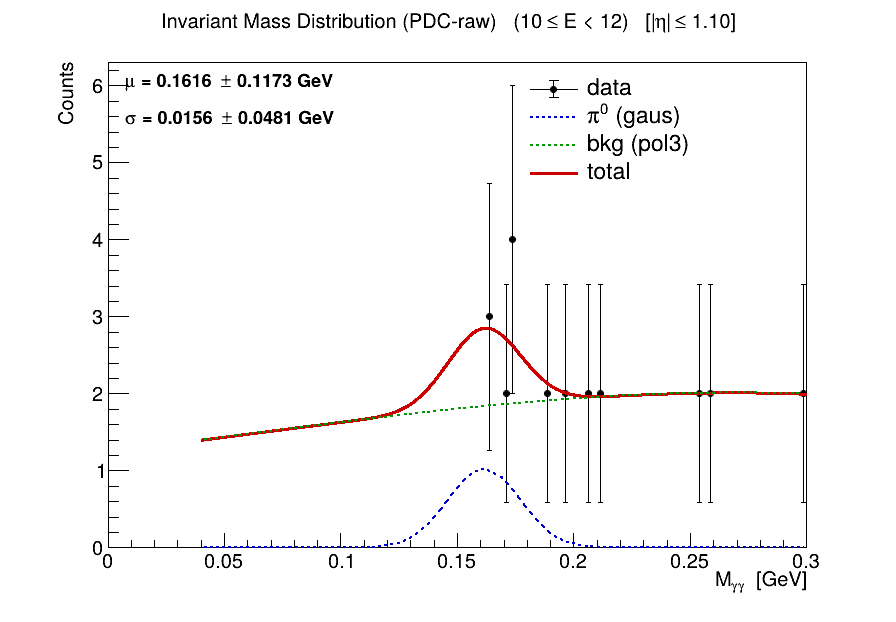 Invariant Mass Distribution (PDC-raw) (10 ≤ E < 12) [|η| ≤ 1.10]
μ = 0.1616 ± 0.1173 GeV
σ = 0.0156 ± 0.0481 GeV
data
π⁰ (gaus)
bkg (pol3)
total
Counts
6
5
4
3
2
1
0
0 0.05 0.1 0.15 0.2 0.25 0.3
M_γγ [GeV]